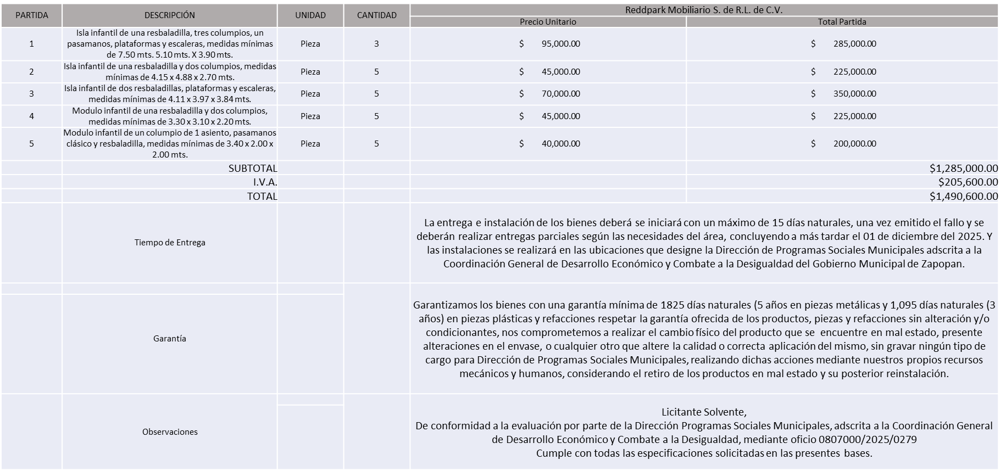 PARTIDA DESCRIPCIÓN UNIDAD CANTIDAD Reddpark Mobiliario S. de R.L. de C.V.
Precio Unitario Total Partida
1 Isla infantil de una resbaladilla, tres columpios, un
pasamanos, plataformas y escaleras, medidas mínimas
de 7.50 mts. 5.10 mts. X 3.90 mts. Pieza 3 $ 95,000.00 $ 285,000.00
2 Isla infantil de una resbaladilla y dos columpios, medidas
mínimas de 4.15 x 4.88 x 2.70 mts. Pieza 5 $ 45,000.00 $ 225,000.00
3 Isla infantil de dos resbaladillas, plataformas y escaleras,
medidas mínimas de 4.11 x 3.97 x 3.84 mts. Pieza 5 $ 70,000.00 $ 350,000.00
4 Modulo infantil de una resbaladilla y dos columpios,
medidas mínimas de 3.30 x 3.10 x 2.20 mts. Pieza 5 $ 45,000.00 $ 225,000.00
5 Modulo infantil de un columpio de 1 asiento, pasamanos
clásico y resbaladilla, medidas mínimas de 3.40 x 2.00 x
2.00 mts. Pieza 5 $ 40,000.00 $ 200,000.00
SUBTOTAL $1,285,000.00
I.V.A. $205,600.00
TOTAL $1,490,600.00
Tiempo de Entrega
La entrega e instalación de los bienes deberá se iniciará con un máximo de 15 días naturales, una vez emitido el fallo y se
deberán realizar entregas parciales según las necesidades del área, concluyendo a más tardar el 01 de diciembre del 2025. Y
las instalaciones se realizará en las ubicaciones que designe la Dirección de Programas Sociales Municipales adscrita a la
Coordinación General de Desarrollo Económico y Combate a la Desigualdad del Gobierno Municipal de Zapopan.
Garantía
Garantizamos los bienes con una garantía mínima de 1825 días naturales (5 años en piezas metálicas y 1,095 días naturales (3
años) en piezas plásticas y refacciones respetar la garantía ofrecida de los productos, piezas y refacciones sin alteración y/o
condicionantes, nos comprometemos a realizar el cambio físico del producto que se encuentre en mal estado, presente
alteraciones en el envase, o cualquier otro que altere la calidad o correcta aplicación del mismo, sin gravar ningún tipo de
cargo para Dirección de Programas Sociales Municipales, realizando dichas acciones mediante nuestros propios recursos
mecánicos y humanos, considerando el retiro de los productos en mal estado y su posterior reinstalación.
Observaciones
Licitante Solvente,
De conformidad a la evaluación por parte de la Dirección Programas Sociales Municipales, adscrita a la Coordinación General
de Desarrollo Económico y Combate a la Desigualdad, mediante oficio 0807000/2025/0279
Cumple con todas las especificaciones solicitadas en las presentes bases.